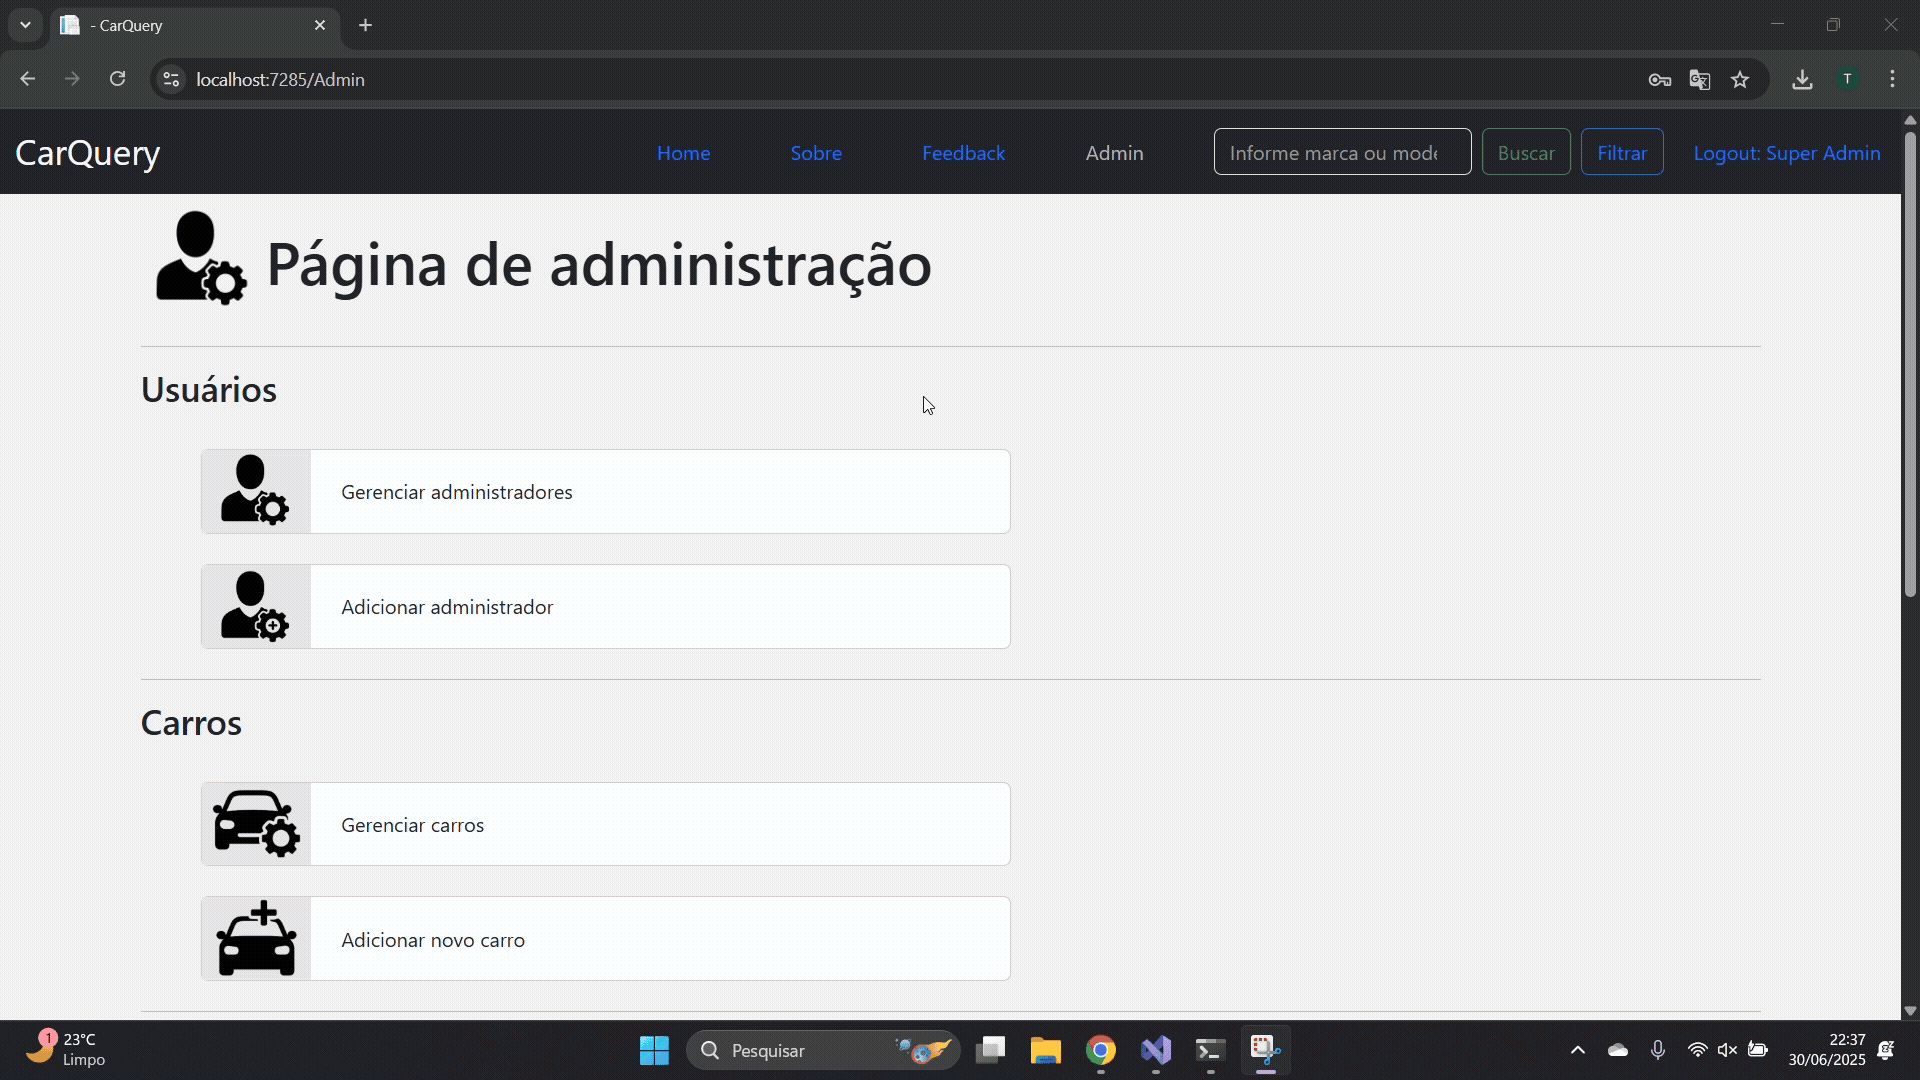 - CarQuery
localhost:7285/Admin
T
CarQuery
Home
Sobre
Feedback
Admin
Informe marca ou mode
Buscar
Filtrar
Logout: Super Admin
Página de administração
Usuários
Gerenciar administradores
Adicionar administrador
Carros
Gerenciar carros
Adicionar novo carro
1
23°C
Limpo
Pesquisar
22:37
30/06/2025